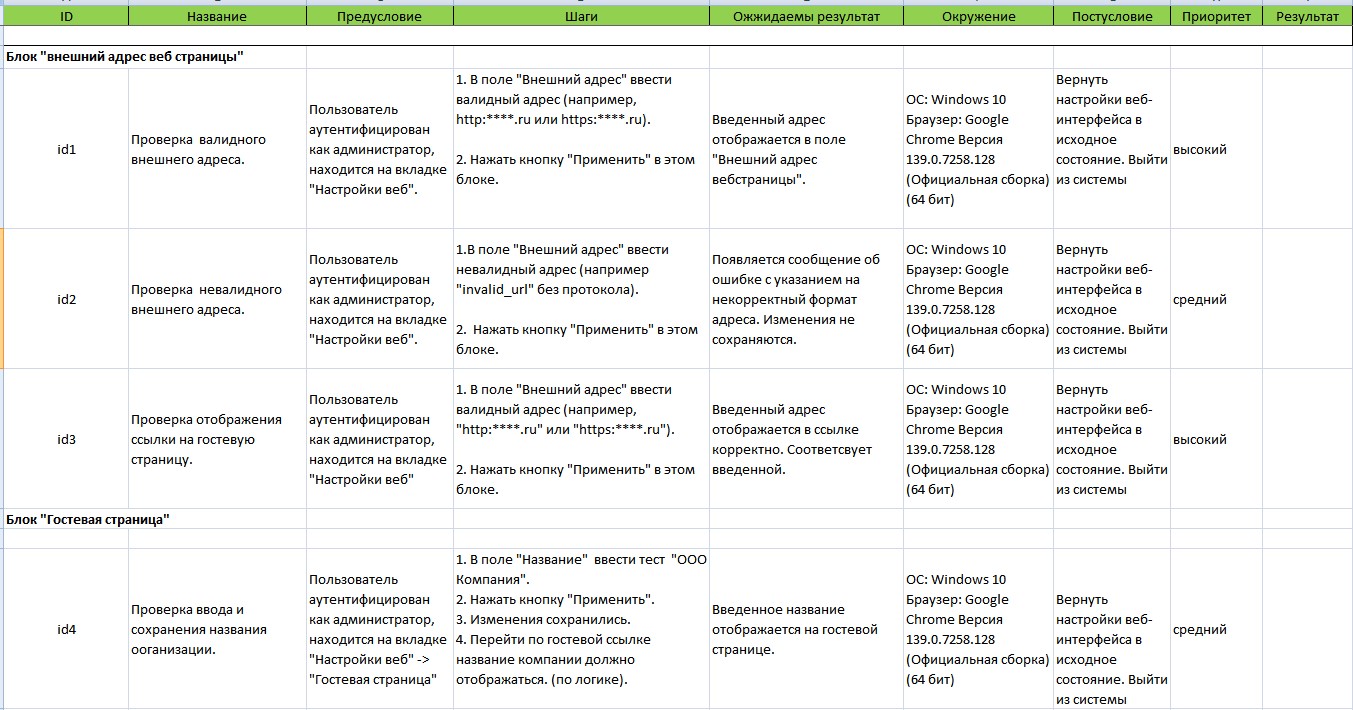 ID Название Предусловие Шаги Ожжидаемы результат Окружение Постусловие Приоритет Результат
Блок "внешний адрес веб страницы"
id1
Проверка валидного
внешнего адреса.
Пользователь
аутентифицирован
как администратор,
находится на вкладке
"Настройки веб".
1. В поле "Внешний адрес" ввести
валидный адрес (например,
http:****.ru или https:****.ru).
2. Нажать кнопку "Применить" в этом
блоке.
Введенный адрес
отображается в поле
"Внешний адрес
вебстраницы".
ОС: Windows 10
Браузер: Google
Chrome Версия
139.0.7258.128
(Официальная сборка)
(64 бит)
Вернуть
настройки веб-
интерфейса в
исходное
состояние. Выйти
из системы
высокий
id2
Проверка невалидного
внешнего адреса.
Пользователь
аутентифицирован
как администратор,
находится на вкладке
"Настройки веб".
1.В поле "Внешний адрес" ввести
невалидный адрес (например
"invalid_url" без протокола).
2. Нажать кнопку "Применить" в этом
блоке.
Появляется сообщение об
ошибке с указанием на
некорректный формат
адреса. Изменения не
сохраняются.
ОС: Windows 10
Браузер: Google
Chrome Версия
139.0.7258.128
(Официальная сборка)
(64 бит)
Вернуть
настройки веб-
интерфейса в
исходное
состояние. Выйти
из системы
средний
id3
Проверка отображения
ссылки на гостевую
страницу.
Пользователь
аутентифицирован
как администратор,
находится на вкладке
"Настройки веб"
1. В поле "Внешний адрес" ввести
валидный адрес (например,
"http:****.ru" или "https:****.ru").
2. Нажать кнопку "Применить" в этом
блоке.
Введенный адрес
отображается в ссылке
корректно. Соответсвует
введенной.
ОС: Windows 10
Браузер: Google
Chrome Версия
139.0.7258.128
(Официальная сборка)
(64 бит)
Вернуть
настройки веб-
интерфейса в
исходное
состояние. Выйти
из системы
высокий
Блок "Гостевая страница"
id4
Проверка ввода и
сохранения названия
ооганизации.
Пользователь
аутентифицирован
как администратор,
находится на вкладке
"Настройки веб" ->
"Гостевая страница"
1. В поле "Название" ввести тест "ООО
Компания".
2. Нажать кнопку "Применить".
3. Изменения сохранились.
4. Перейти по гостевой ссылке
название компании должно
отображаться. (по логике).
Введенное название
отображается на гостевой
странице.
ОС: Windows 10
Браузер: Google
Chrome Версия
139.0.7258.128
(Официальная сборка)
(64 бит)
Вернуть
настройки веб-
интерфейса в
исходное
состояние. Выйти
из системы
средний